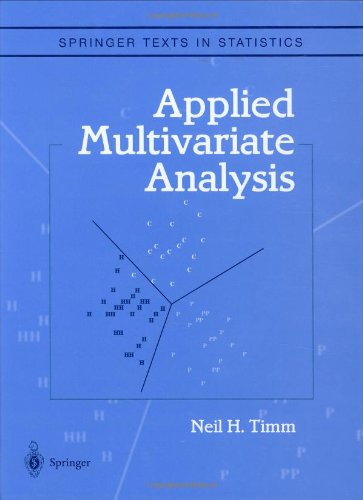 SPRINGER TEXTS IN STATISTICS
Applied
Multivariate
Analysis
Neil H. Timm
Springer